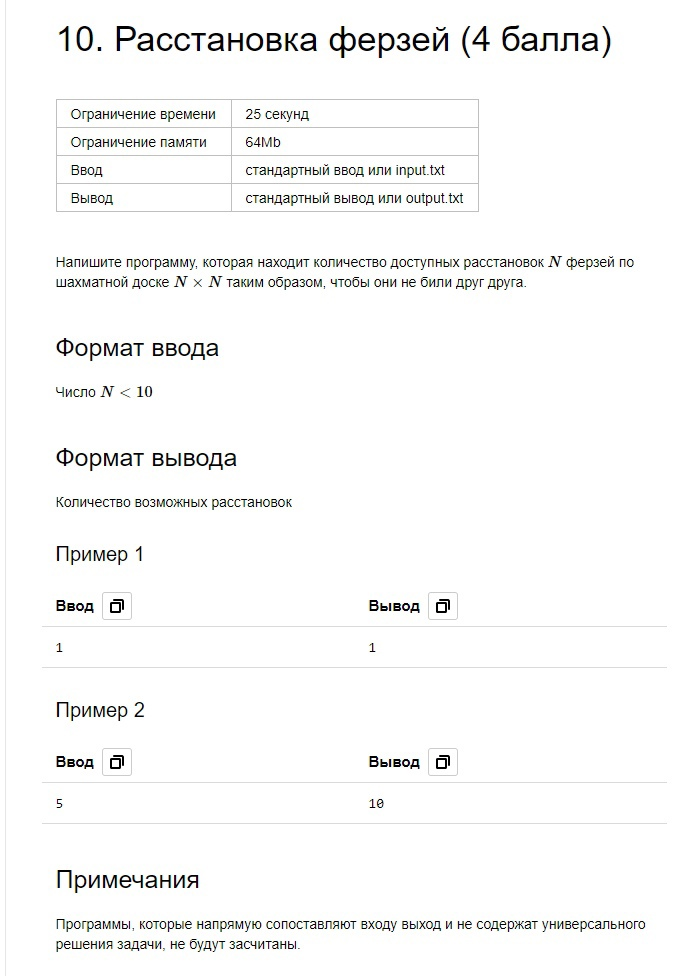 10. Расстановка ферзей (4 балла)
Ограничение времени 25 секунд
Ограничение памяти 64Mb
Ввод стандартный ввод или input.txt
Вывод стандартный вывод или output.txt
Напишите программу, которая находит количество доступных расстановок N ферзей по
шахматной доске N × N таким образом, чтобы они не били друг друга.
Формат ввода
Число N < 10
Формат вывода
Количество возможных расстановок
Пример 1
Ввод Вывод
1 1
Пример 2
Ввод Вывод
5 10
Примечания
Программы, которые напрямую сопоставляют входу выход и не содержат универсального
решения задачи, не будут засчитаны.